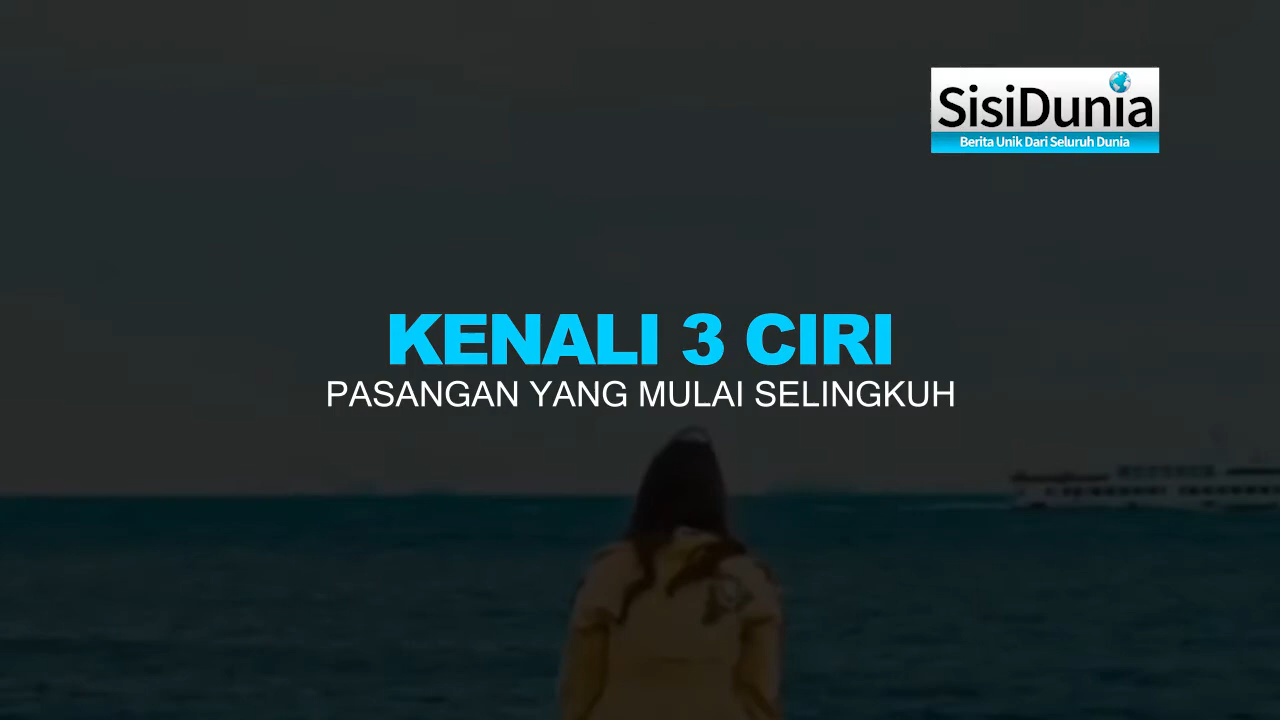 SisiDunia
Berita Unik Dari Seluruh Dunia
KENALI 3 CIRI
PASANGAN YANG MULAI SELINGKUH